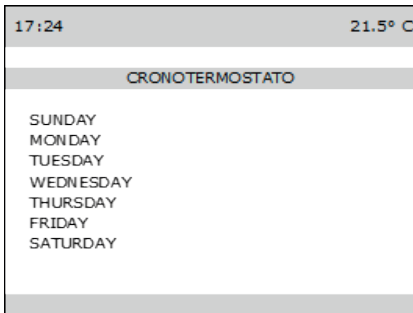 17:24 21.5° C
CRONOTERMOSTATO
SUNDAY
MONDAY
TUESDAY
WEDNESDAY
THURSDAY
FRIDAY
SATURDAY